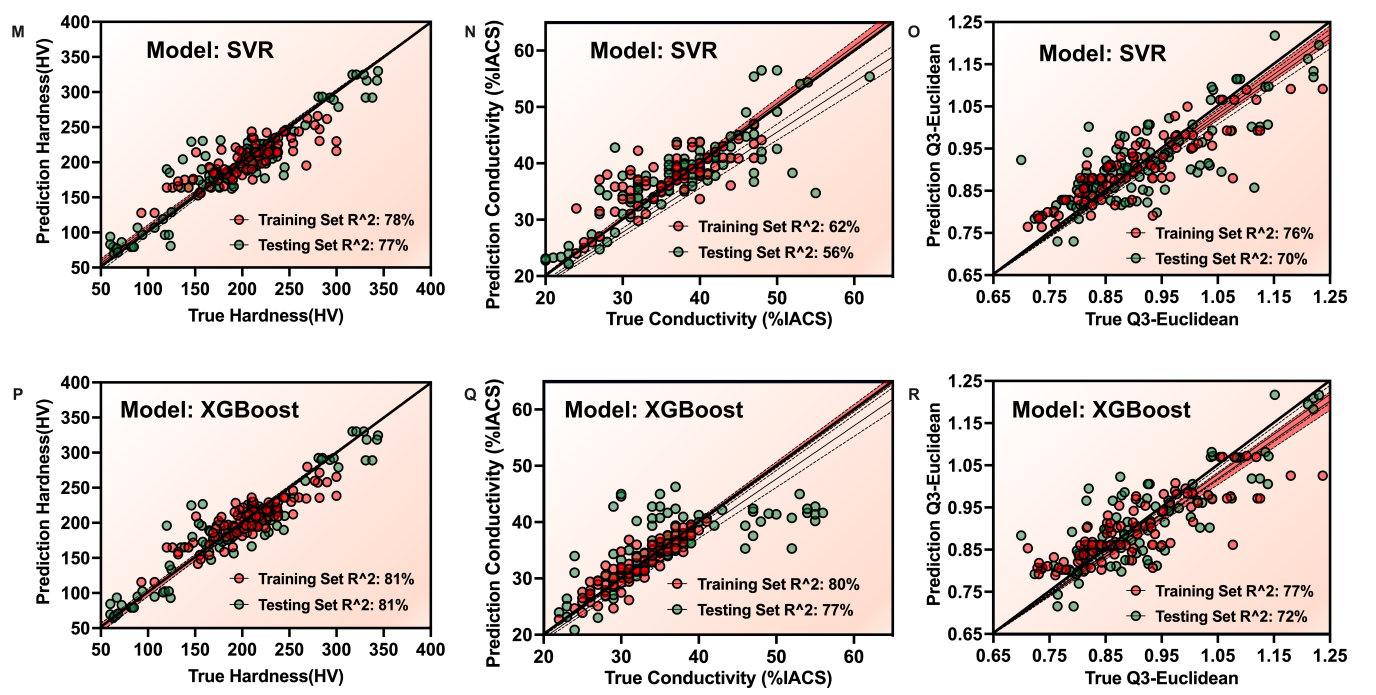 M
Prediction Hardness(HV)
400
350
300
250
200
150
100
50
Model: SVR
Training Set R^2: 78%
Testing Set R^2: 77%
50 100 150 200 250 300 350 400
True Hardness(HV)
N
Prediction Conductivity (%IACS)
60
50
40
30
20
Model: SVR
Training Set R^2: 62%
Testing Set R^2: 56%
20 30 40 50 60
True Conductivity (%IACS)
O
Prediction Q3-Euclidean
1.25
1.15
1.05
0.95
0.85
0.75
0.65
Model: SVR
Training Set R^2: 76%
Testing Set R^2: 70%
0.65 0.75 0.85 0.95 1.05 1.15 1.25
True Q3-Euclidean
P
Prediction Hardness(HV)
400
350
300
250
200
150
100
50
Model: XGBoost
Training Set R^2: 81%
Testing Set R^2: 81%
50 100 150 200 250 300 350 400
True Hardness(HV)
Q
Prediction Conductivity (%IACS)
60
50
40
30
20
Model: XGBoost
Training Set R^2: 80%
Testing Set R^2: 77%
20 30 40 50 60
True Conductivity (%IACS)
R
Prediction Q3-Euclidean
1.25
1.15
1.05
0.95
0.85
0.75
0.65
Model: XGBoost
Training Set R^2: 77%
Testing Set R^2: 72%
0.65 0.75 0.85 0.95 1.05 1.15 1.25
True Q3-Euclidean